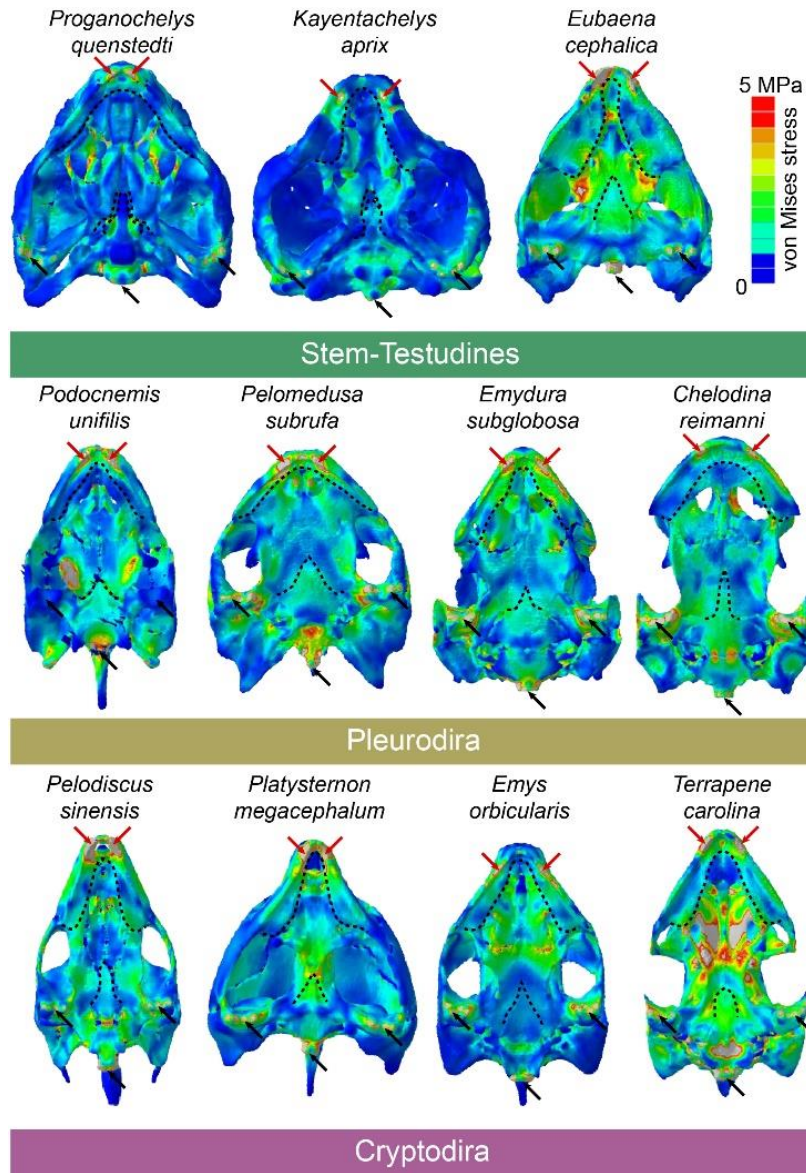 Proganochelys
quenstedti
Kayentachelys
aprix
Eubaena
cephalica
5 MPa
von Mises stress
0
Stem-Testudines
Podocnemis
unifilis
Pelomedusa
subrufa
Emydura
subglobosa
Chelodina
reimanni
Pleurodira
Pelodiscus
sinensis
Platysternon
megacephalum
Emys
orbicularis
Terrapene
carolina
Cryptodira